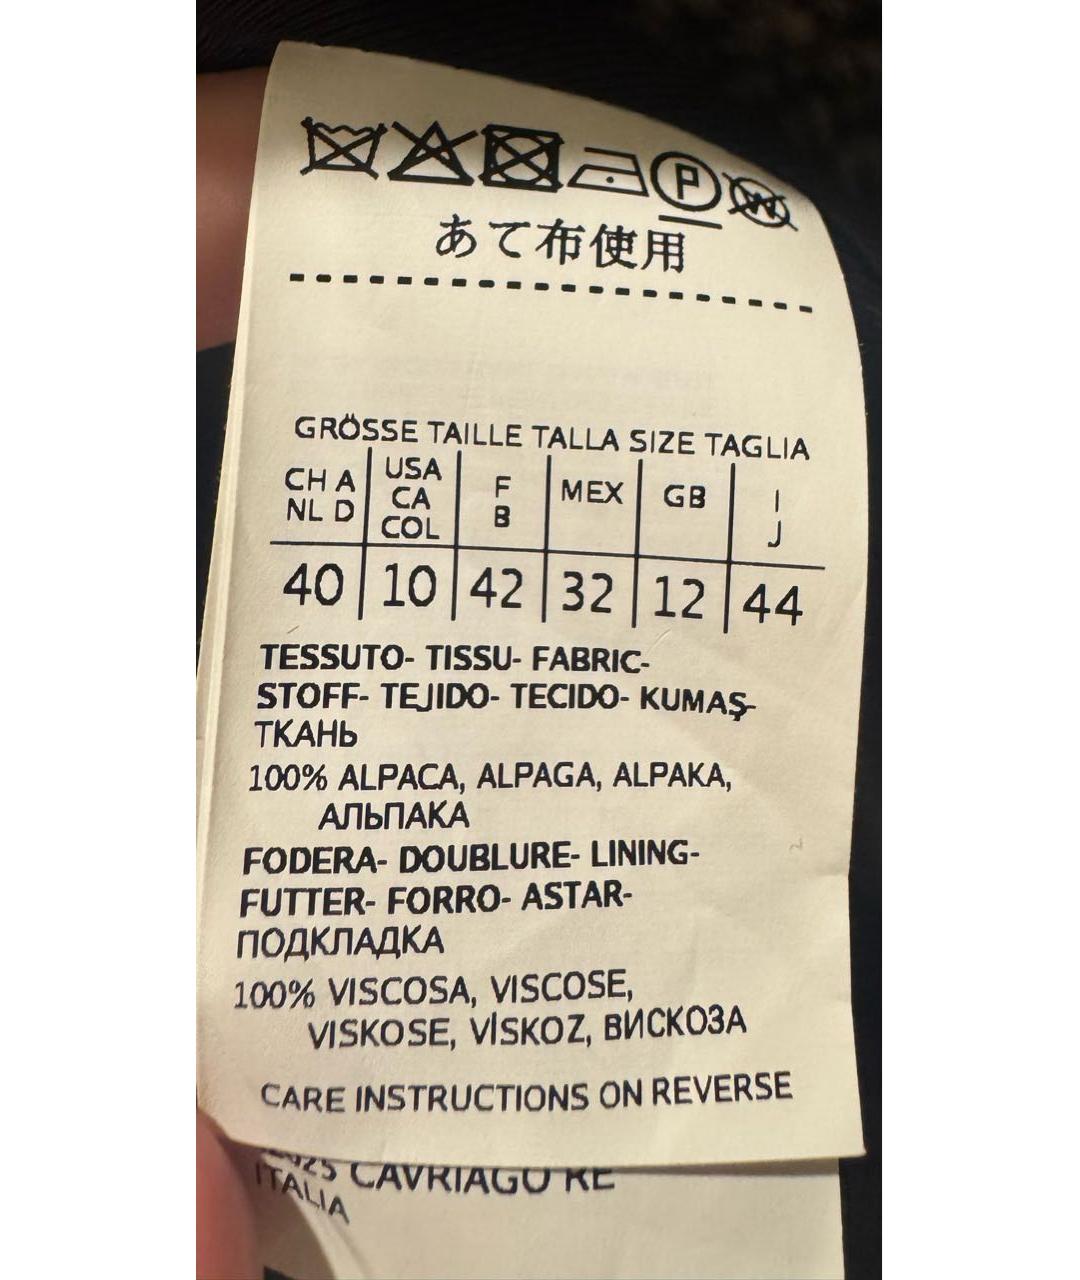 P W
あて布使用
GRÖSSE TAILLE TALLA SIZE TAGLIA
CH A NL D USA CA COL F B MEX GB I J
40 10 42 32 12 44
TESSUTO- TISSU- FABRIC-
STOFF- TEJIDO- TECIDO- KUMAŞ-
ТКАНЬ
100% ALPACA, ALPAGA, ALPAKA,
АЛЬПАКА
FODERA- DOUBLURE- LINING-
FUTTER- FORRO- ASTAR-
ПОДКЛАДКА
100% VISCOSA, VISCOSE,
VISKOSE, VİSKOZ, ВИСКОЗА
CARE INSTRUCTIONS ON REVERSE
CAVRIAGO RE
ITALIA